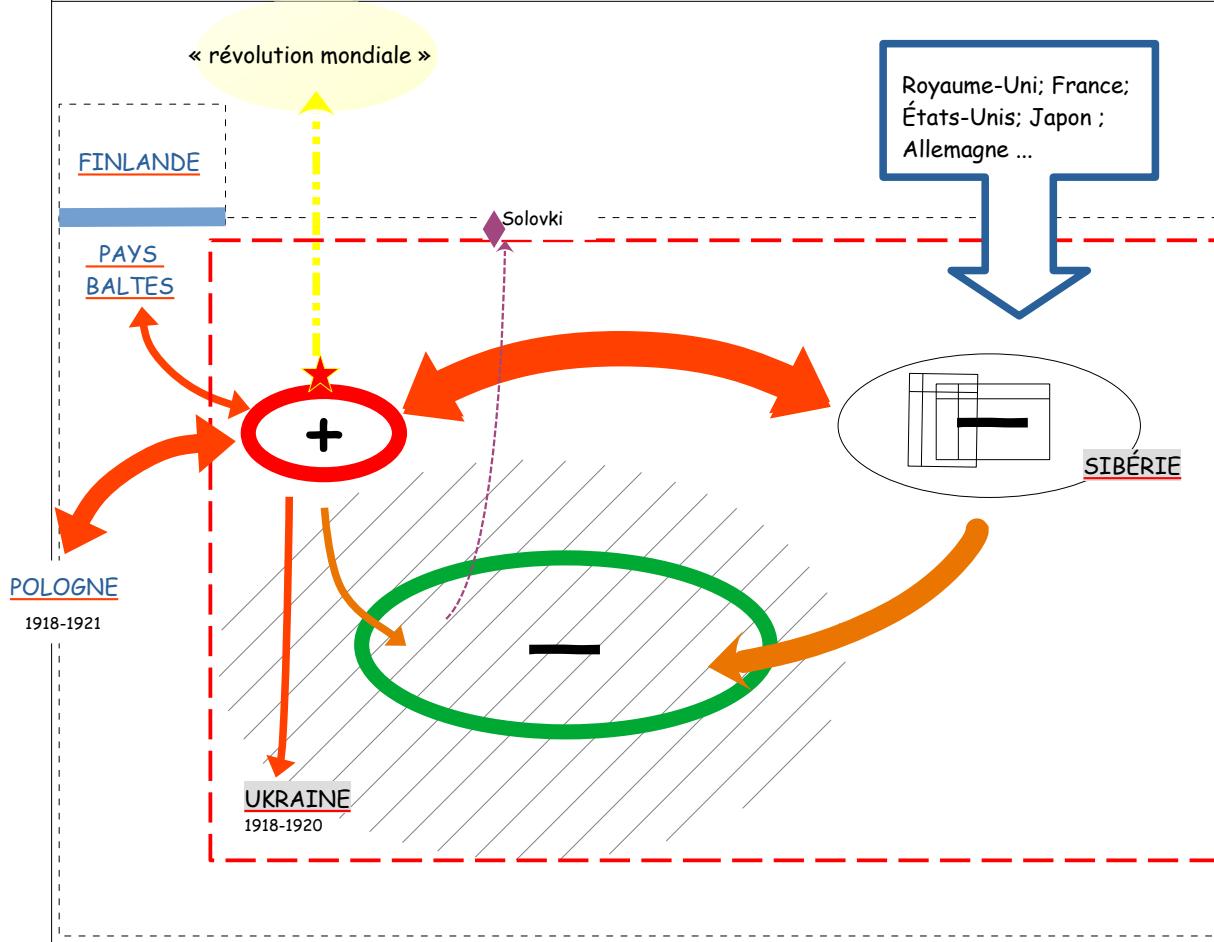 « révolution mondiale »
Royaume-Uni; France;
États-Unis; Japon ;
Allemagne ...
FINLANDE
Solovki
PAYS
BALTES
SIBÉRIE
POLOGNE
1918-1921
UKRAINE
1918-1920